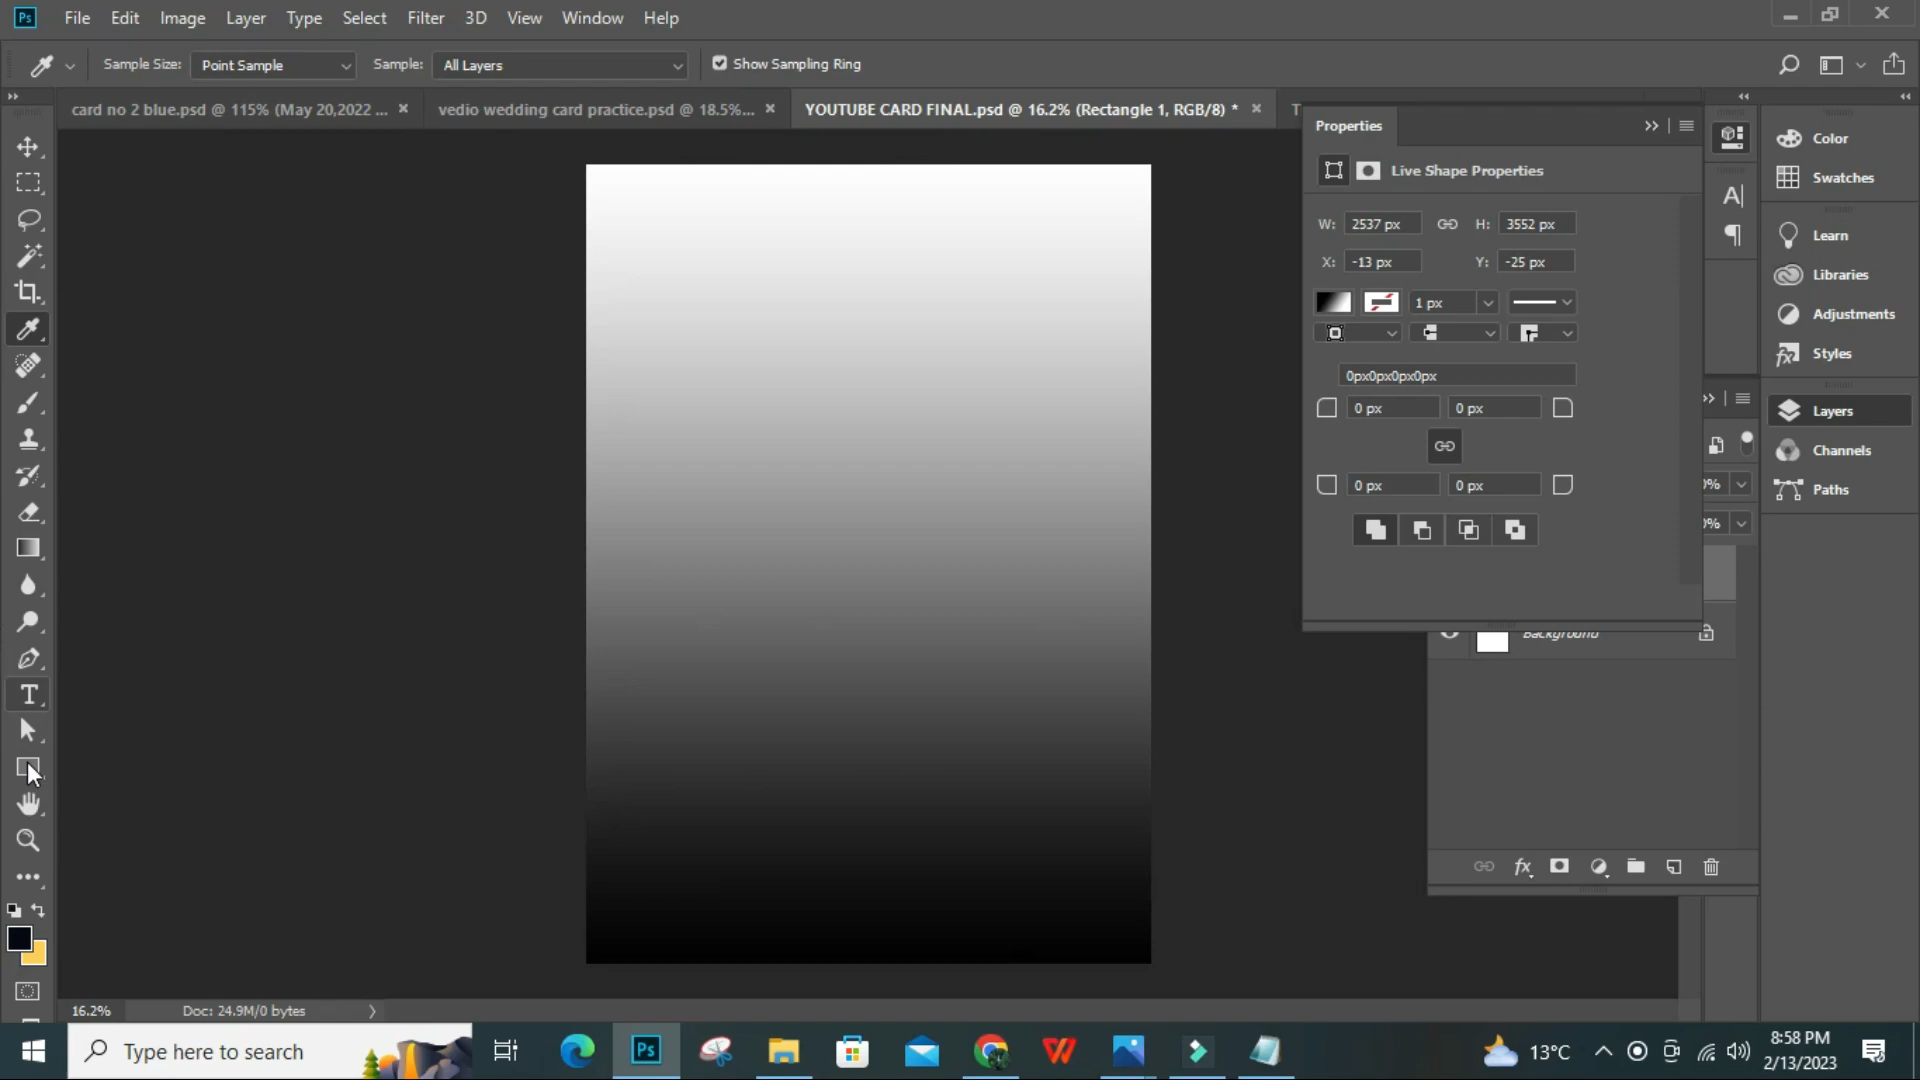 Ps File Edit Image Layer Type Select Filter 3D View Window Help
Sample Size: Point Sample Sample: All Layers Show Sampling Ring
card no 2 blue.psd @ 115% (May 20,2022 ... vedio wedding card practice.psd @ 18.5%... YOUTUBE CARD FINAL.psd @ 16.2% (Rectangle 1, RGB/8) * T
Properties
Live Shape Properties
W: 2537 px H: 3552 px
X: -13 px Y: -25 px
1 px
0px0px0px0px
0 px 0 px
0 px 0 px
Color
Swatches
Learn
Libraries
Adjustments
Styles
Layers
Channels
Paths
0%
0%
Background
16.2% Doc: 24.9M/0 bytes
Type here to search
Ps
13°C
8:58 PM
2/13/2023